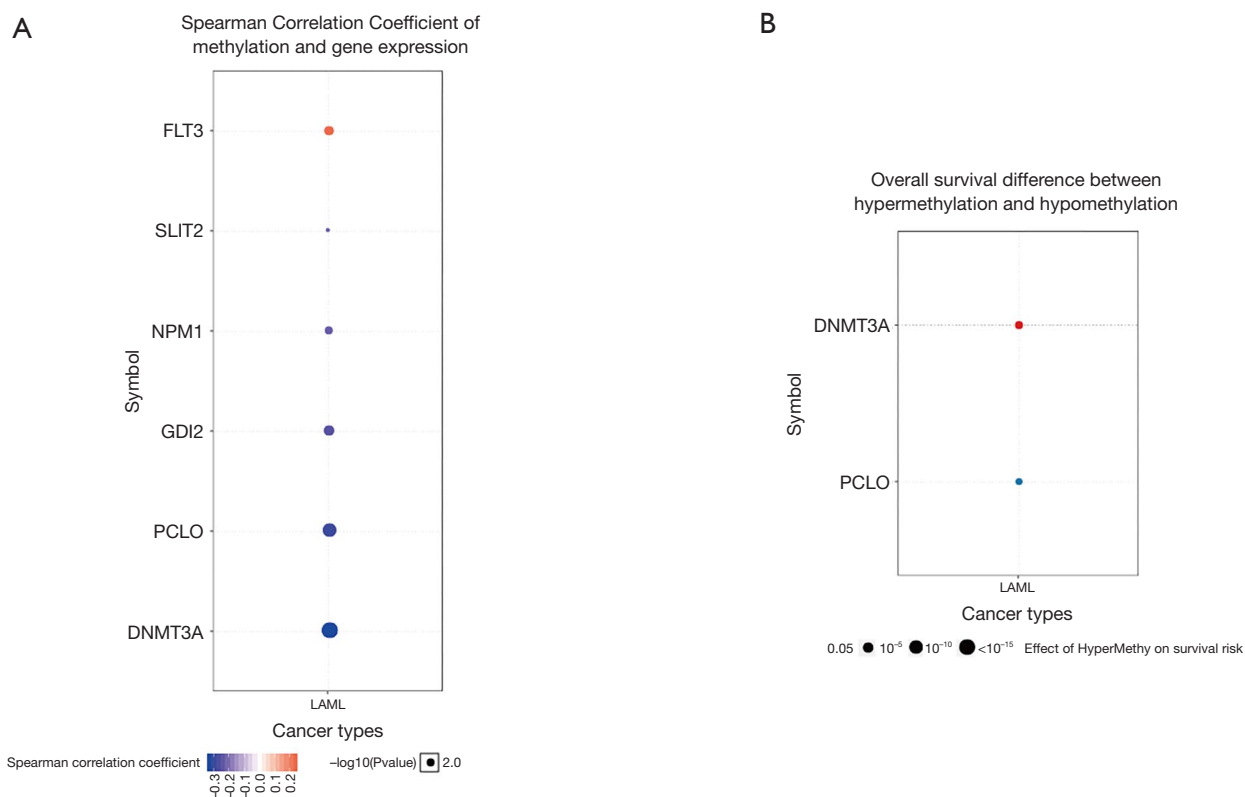 A
Spearman Correlation Coefficient of
methylation and gene expression
FLT3
SLIT2
NPM1
GDI2
PCLO
DNMT3A
Symbol
LAML
Cancer types
Spearman correlation coefficient
-0.3
-0.2
-0.1
0.0
0.1
0.2
−log10(Pvalue) 2.0
B
Overall survival difference between
hypermethylation and hypomethylation
DNMT3A
PCLO
Symbol
LAML
Cancer types
0.05 10⁻⁵ 10⁻¹⁰ <10⁻¹⁵ Effect of HyperMethy on survival risk